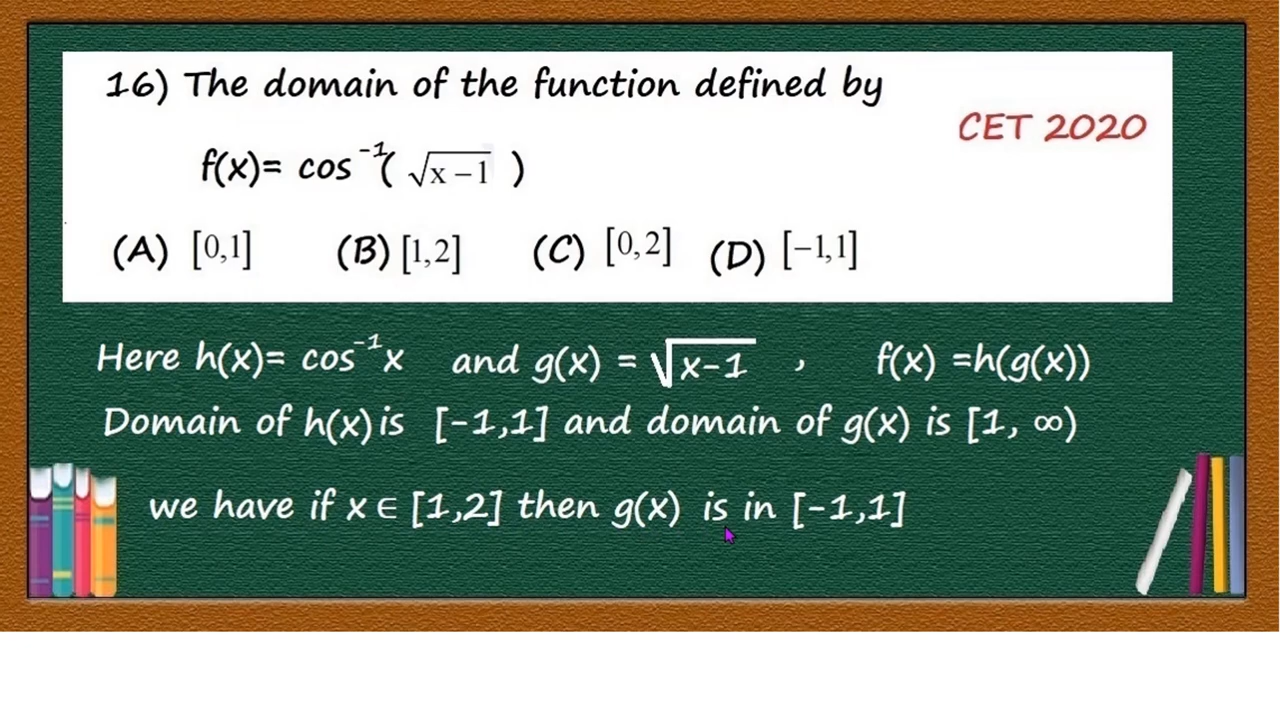 16) The domain of the function defined by
CET 2020
f(x)= cos⁻¹( √x – 1 )
(A) [0,1] (B) [1,2] (C) [0,2] (D) [−1,1]
Here h(x)= cos⁻¹x and g(x) = √x-1 , f(x) =h(g(x))
Domain of h(x) is [-1,1] and domain of g(x) is [1, ∞)
we have if x ∈ [1,2] then g(x) is in [-1,1]